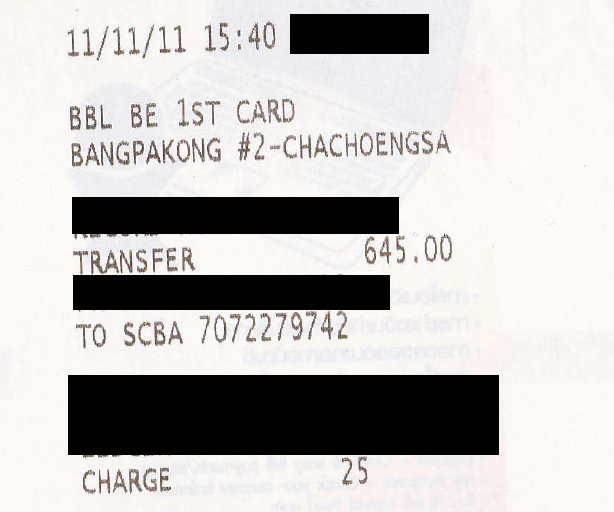 11/11/11 15:40
BBL BE 1ST CARD
BANGPAKONG #2-CHACHOENGSA
TRANSFER 645.00
TO SCBA 7072279742
CHARGE 25